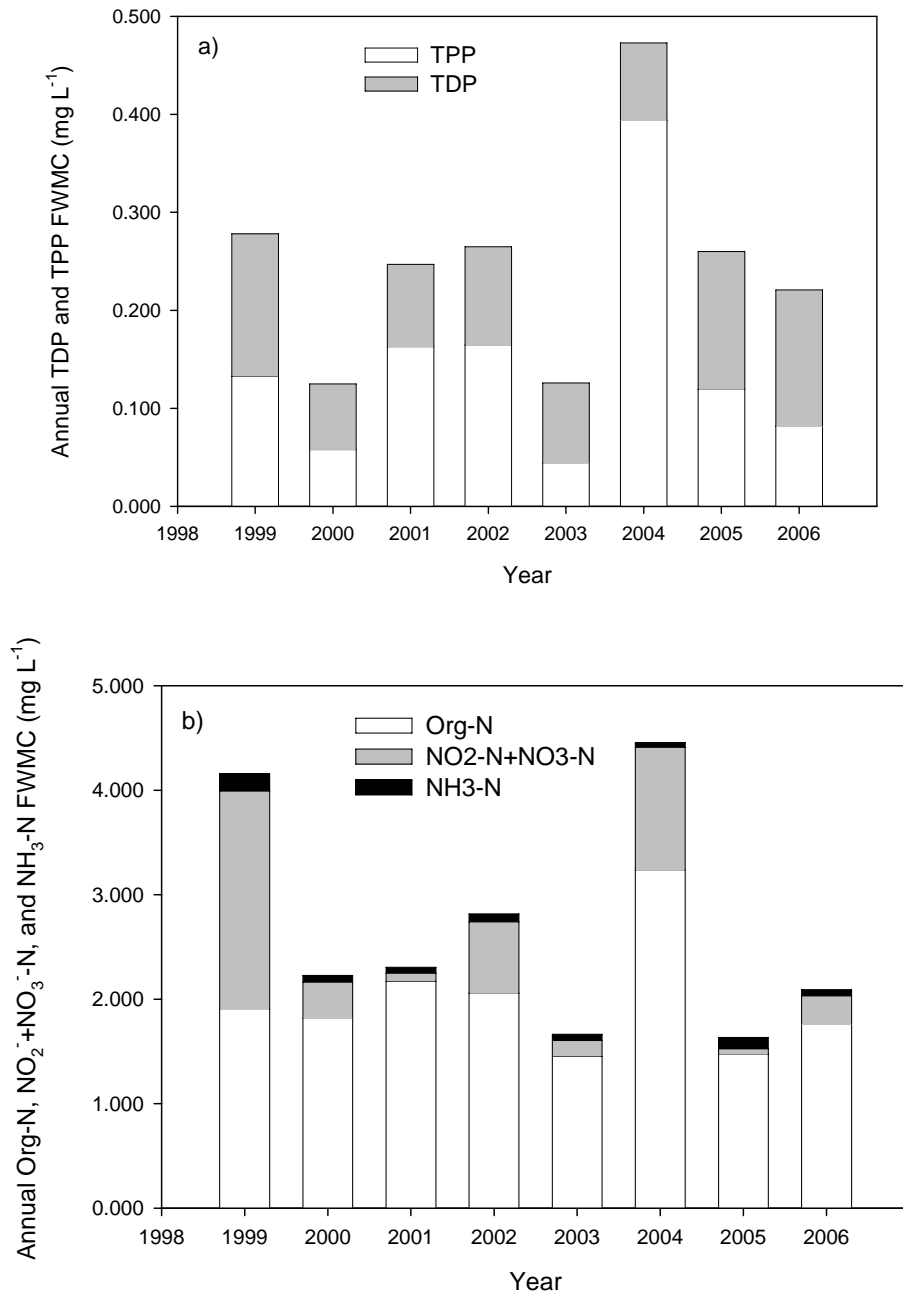 Annual TDP and TPP FWMC (mg L⁻¹)
a)
TPP
TDP
0.500
0.400
0.300
0.200
0.100
0.000
1998 1999 2000 2001 2002 2003 2004 2005 2006
Year
Annual Org-N, NO₂⁻+NO₃⁻-N, and NH₃-N FWMC (mg L⁻¹)
b)
Org-N
NO2-N+NO3-N
NH3-N
5.000
4.000
3.000
2.000
1.000
0.000
1998 1999 2000 2001 2002 2003 2004 2005 2006
Year